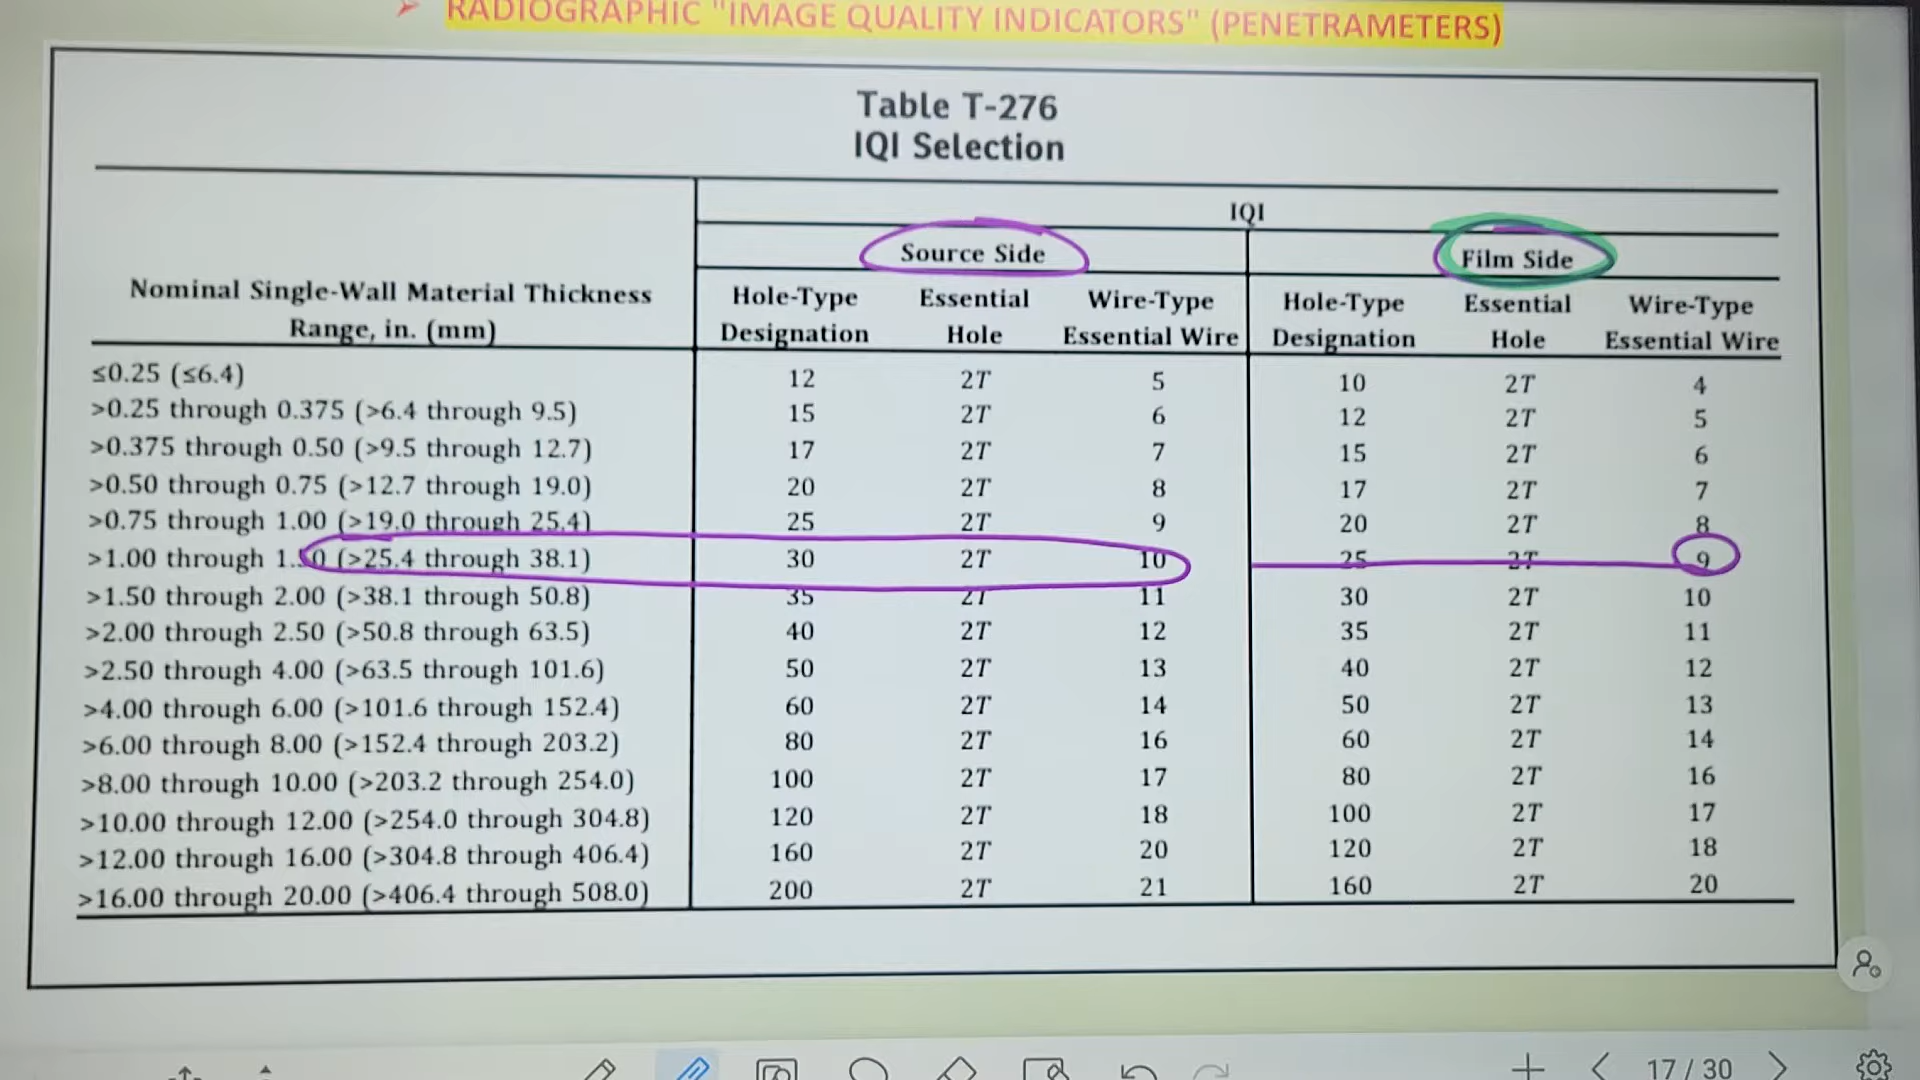 ➢ RADIOGRAPHIC "IMAGE QUALITY INDICATORS" (PENETRAMETERS)
Table T-276
IQI Selection
IQI
Source Side Film Side
Nominal Single-Wall Material Thickness Range, in. (mm) Hole-Type Designation Essential Hole Wire-Type Essential Wire Hole-Type Designation Essential Hole Wire-Type Essential Wire
≤0.25 (≤6.4) 12 2T 5 10 2T 4
>0.25 through 0.375 (>6.4 through 9.5) 15 2T 6 12 2T 5
>0.375 through 0.50 (>9.5 through 12.7) 17 2T 7 15 2T 6
>0.50 through 0.75 (>12.7 through 19.0) 20 2T 8 17 2T 7
>0.75 through 1.00 (>19.0 through 25.4) 25 2T 9 20 2T 8
>1.00 through 1.50 (>25.4 through 38.1) 30 2T 10 25 2T 9
>1.50 through 2.00 (>38.1 through 50.8) 35 2T 11 30 2T 10
>2.00 through 2.50 (>50.8 through 63.5) 40 2T 12 35 2T 11
>2.50 through 4.00 (>63.5 through 101.6) 50 2T 13 40 2T 12
>4.00 through 6.00 (>101.6 through 152.4) 60 2T 14 50 2T 13
>6.00 through 8.00 (>152.4 through 203.2) 80 2T 16 60 2T 14
>8.00 through 10.00 (>203.2 through 254.0) 100 2T 17 80 2T 16
>10.00 through 12.00 (>254.0 through 304.8) 120 2T 18 100 2T 17
>12.00 through 16.00 (>304.8 through 406.4) 160 2T 20 120 2T 18
>16.00 through 20.00 (>406.4 through 508.0) 200 2T 21 160 2T 20
17 / 30